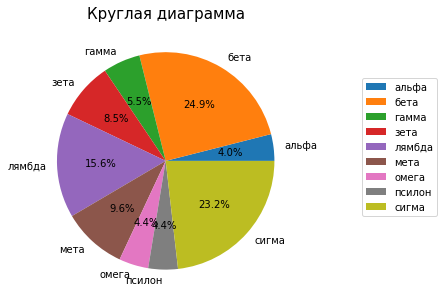 Круглая диаграмма
альфа
4.0%
бета
24.9%
гамма
5.5%
зета
8.5%
лямбда
15.6%
мета
9.6%
омега
4.4%
псилон
4.4%
сигма
23.2%
альфа
бета
гамма
зета
лямбда
мета
омега
псилон
сигма